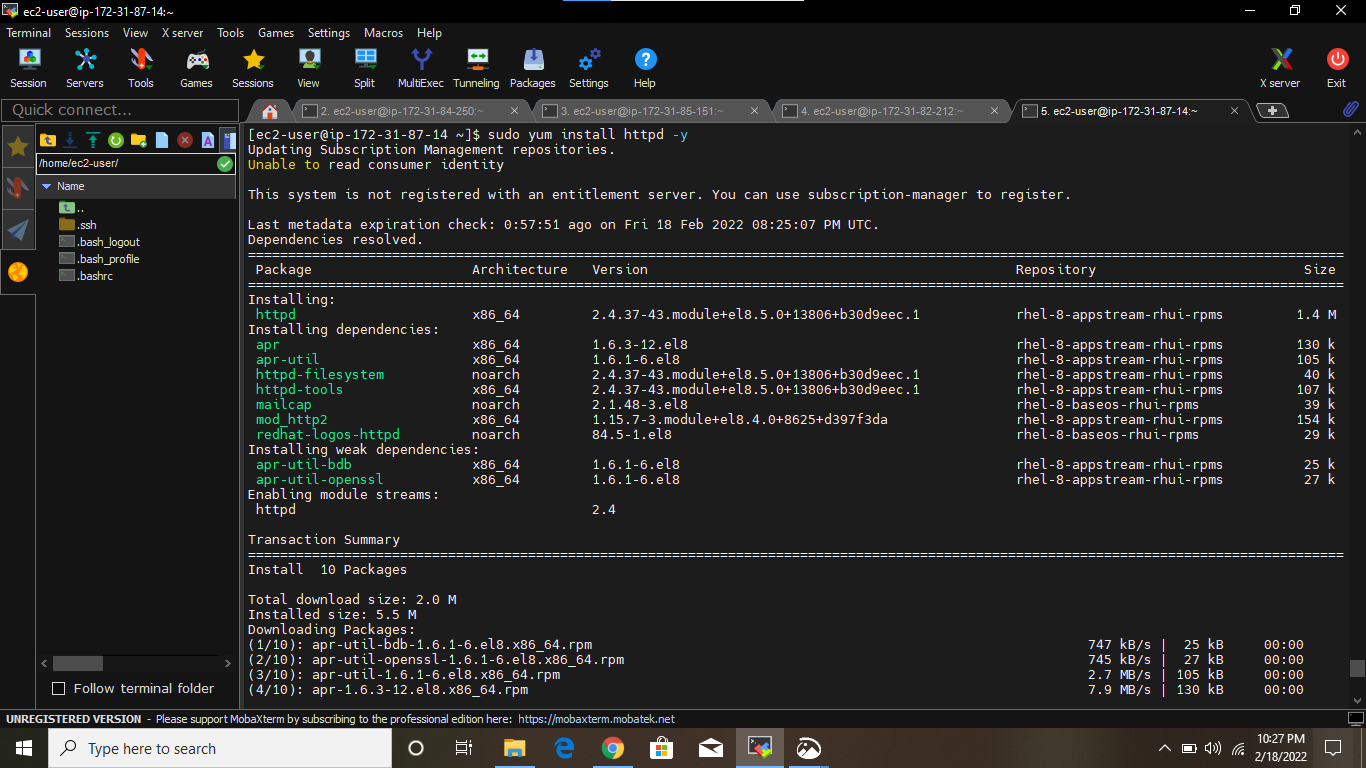 ec2-user@ip-172-31-87-14:~
Terminal Sessions View X server Tools Games Settings Macros Help
Session Servers Tools Games Sessions View Split MultiExec Tunneling Packages Settings Help X server Exit
Quick connect...
2. ec2-user@ip-172-31-84-250:~ 3. ec2-user@ip-172-31-85-151:~ 4. ec2-user@ip-172-31-82-212:~ 5. ec2-user@ip-172-31-87-14:~
/home/ec2-user/
Name
..
.ssh
.bash_logout
.bash_profile
.bashrc
Follow terminal folder
[ec2-user@ip-172-31-87-14 ~]$ sudo yum install httpd -y
Updating Subscription Management repositories.
Unable to read consumer identity
This system is not registered with an entitlement server. You can use subscription-manager to register.
Last metadata expiration check: 0:57:51 ago on Fri 18 Feb 2022 08:25:07 PM UTC.
Dependencies resolved.
================================================================================
Package Architecture Version Repository Size
================================================================================
Installing:
httpd x86_64 2.4.37-43.module+el8.5.0+13806+b30d9eec.1 rhel-8-appstream-rhui-rpms 1.4 M
Installing dependencies:
apr x86_64 1.6.3-12.el8 rhel-8-appstream-rhui-rpms 130 k
apr-util x86_64 1.6.1-6.el8 rhel-8-appstream-rhui-rpms 105 k
httpd-filesystem noarch 2.4.37-43.module+el8.5.0+13806+b30d9eec.1 rhel-8-appstream-rhui-rpms 40 k
httpd-tools x86_64 2.4.37-43.module+el8.5.0+13806+b30d9eec.1 rhel-8-appstream-rhui-rpms 107 k
mailcap noarch 2.1.48-3.el8 rhel-8-baseos-rhui-rpms 39 k
mod_http2 x86_64 1.15.7-3.module+el8.4.0+8625+d397f3da rhel-8-appstream-rhui-rpms 154 k
redhat-logos-httpd noarch 84.5-1.el8 rhel-8-baseos-rhui-rpms 29 k
Installing weak dependencies:
apr-util-bdb x86_64 1.6.1-6.el8 rhel-8-appstream-rhui-rpms 25 k
apr-util-openssl x86_64 1.6.1-6.el8 rhel-8-appstream-rhui-rpms 27 k
Enabling module streams:
httpd 2.4
Transaction Summary
================================================================================
Install 10 Packages
Total download size: 2.0 M
Installed size: 5.5 M
Downloading Packages:
(1/10): apr-util-bdb-1.6.1-6.el8.x86_64.rpm 747 kB/s | 25 kB 00:00
(2/10): apr-util-openssl-1.6.1-6.el8.x86_64.rpm 745 kB/s | 27 kB 00:00
(3/10): apr-util-1.6.1-6.el8.x86_64.rpm 2.7 MB/s | 105 kB 00:00
(4/10): apr-1.6.3-12.el8.x86_64.rpm 7.9 MB/s | 130 kB 00:00
UNREGISTERED VERSION - Please support MobaXterm by subscribing to the professional edition here: https://mobaxterm.mobatek.net
Type here to search
10:27 PM
2/18/2022